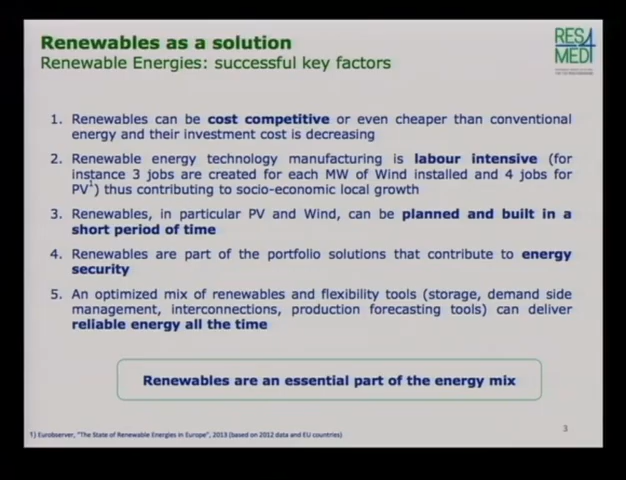 Renewables as a solution
Renewable Energies: successful key factors
RES4
MEDI
1. Renewables can be cost competitive or even cheaper than conventional
energy and their investment cost is decreasing
2. Renewable energy technology manufacturing is labour intensive (for
instance 3 jobs are created for each MW of Wind installed and 4 jobs for
PV1) thus contributing to socio-economic local growth
3. Renewables, in particular PV and Wind, can be planned and built in a
short period of time
4. Renewables are part of the portfolio solutions that contribute to energy
security
5. An optimized mix of renewables and flexibility tools (storage, demand side
management, interconnections, production forecasting tools) can deliver
reliable energy all the time
Renewables are an essential part of the energy mix
3
1) Eurobserver, "The State of Renewable Energies in Europe", 2013 (based on 2012 data and EU countries)